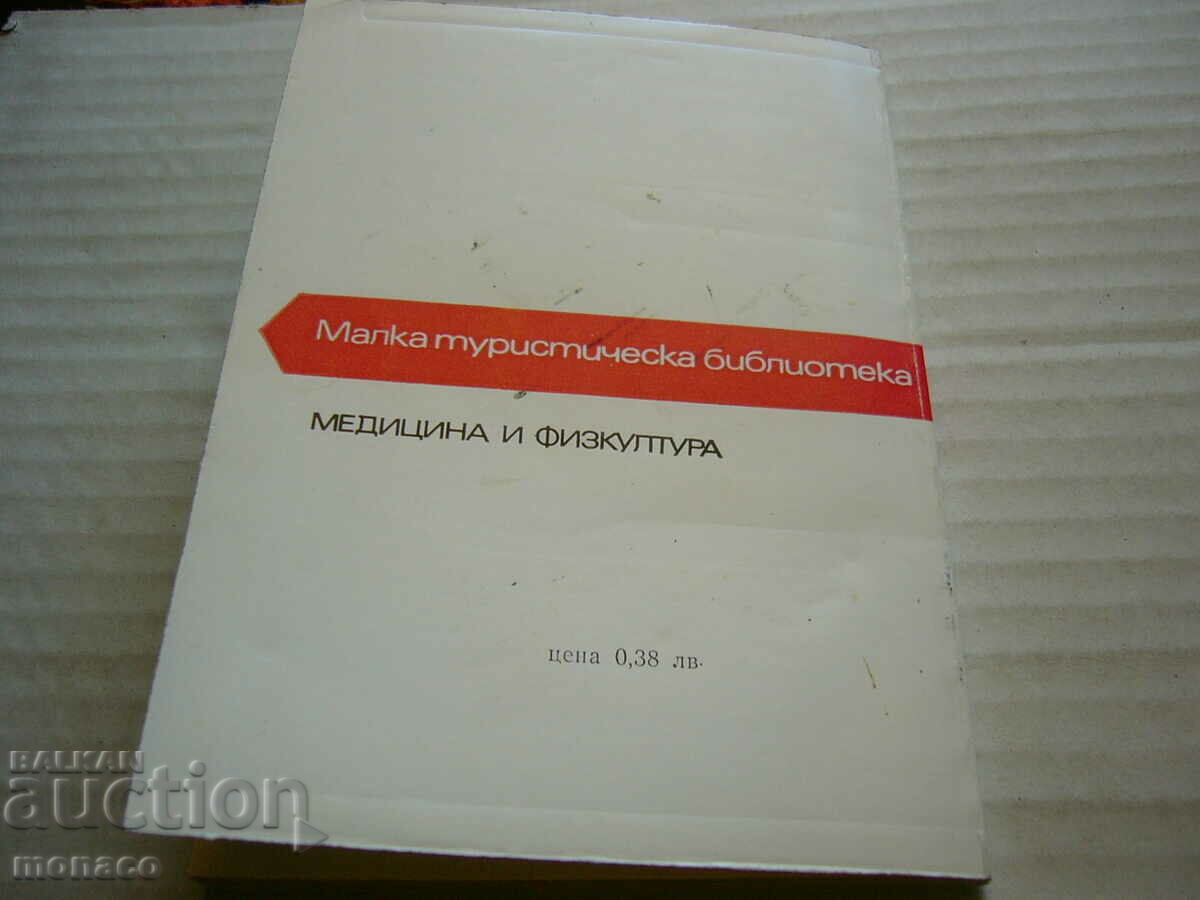 Малка туристическа библиотека
МЕДИЦИНА И ФИЗКУЛТУРА
цена 0,38 лв.
BALKAN
auction
monaco